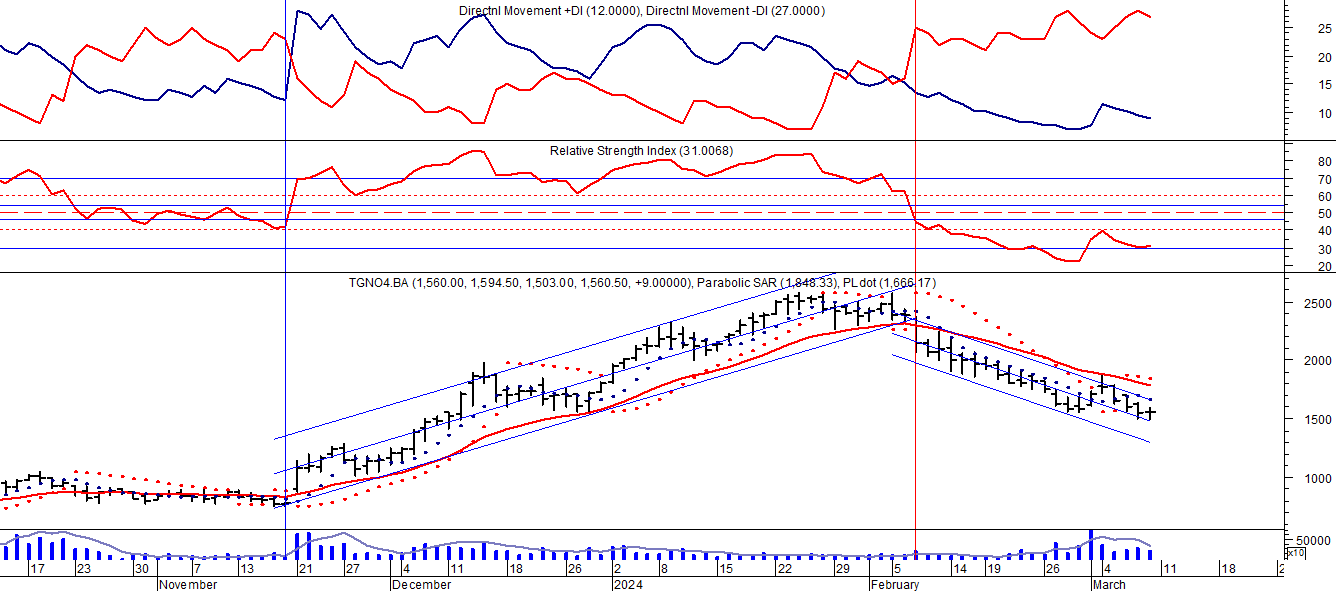 Directnl Movement +DI (12.0000), Directnl Movement -DI (27.0000)
25
20
15
10
Relative Strength Index (31.0068)
80
70
60
50
40
30
20
TGNO4.BA (1,560.00, 1,594.50, 1,503.00, 1,560.50, +9.00000), Parabolic SAR (1,848.33), PLdot (1,666.17)
2500
2000
1500
1000
50000
x10
17 23 30 7 13 21 27 4 11 18 26 2 8 15 22 29 5 14 19 26 4 11 18
November December 2024 February March